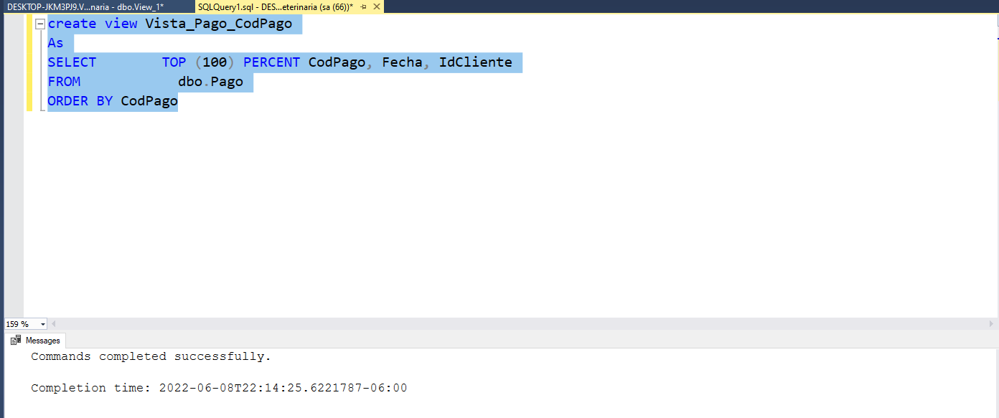 DESKTOP-JKM3PJ9.V...naria - dbo.View_1* SQLQuery1.sql - DES...eterinaria (sa (66))*
create view Vista_Pago_CodPago
As
SELECT TOP (100) PERCENT CodPago, Fecha, IdCliente
FROM dbo.Pago
ORDER BY CodPago
159 %
Messages
Commands completed successfully.
Completion time: 2022-06-08T22:14:25.6221787-06:00